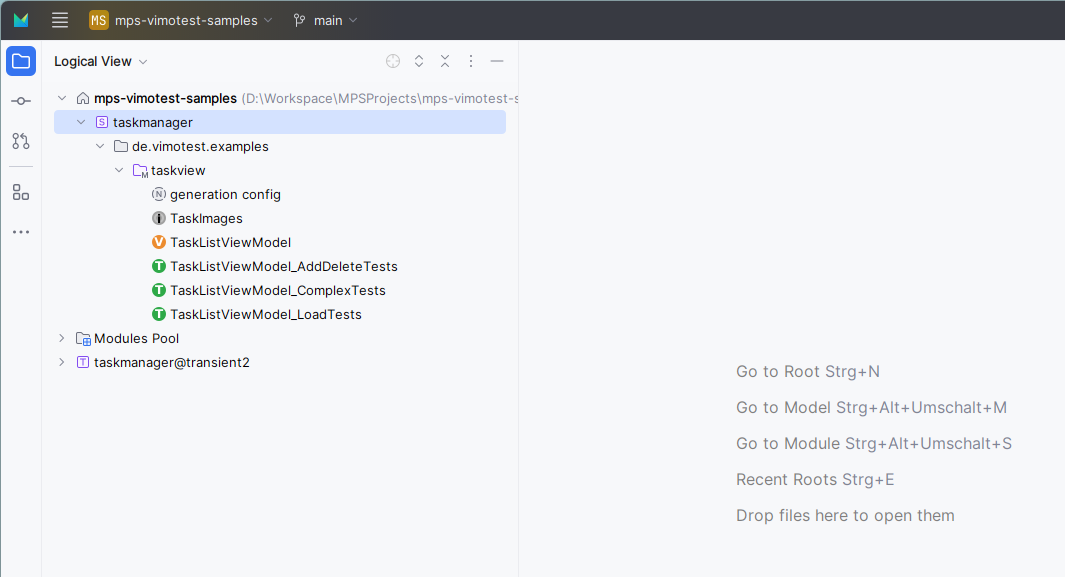 MS mps-vimotest-samples main
Logical View
mps-vimotest-samples (D:\Workspace\MPSProjects\mps-vimotest-s
S taskmanager
de.vimotest.examples
M taskview
N generation config
i TaskImages
V TaskListViewModel
T TaskListViewModel_AddDeleteTests
T TaskListViewModel_ComplexTests
T TaskListViewModel_LoadTests
Modules Pool
T taskmanager@transient2
Go to Root Strg+N
Go to Model Strg+Alt+Umschalt+M
Go to Module Strg+Alt+Umschalt+S
Recent Roots Strg+E
Drop files here to open them